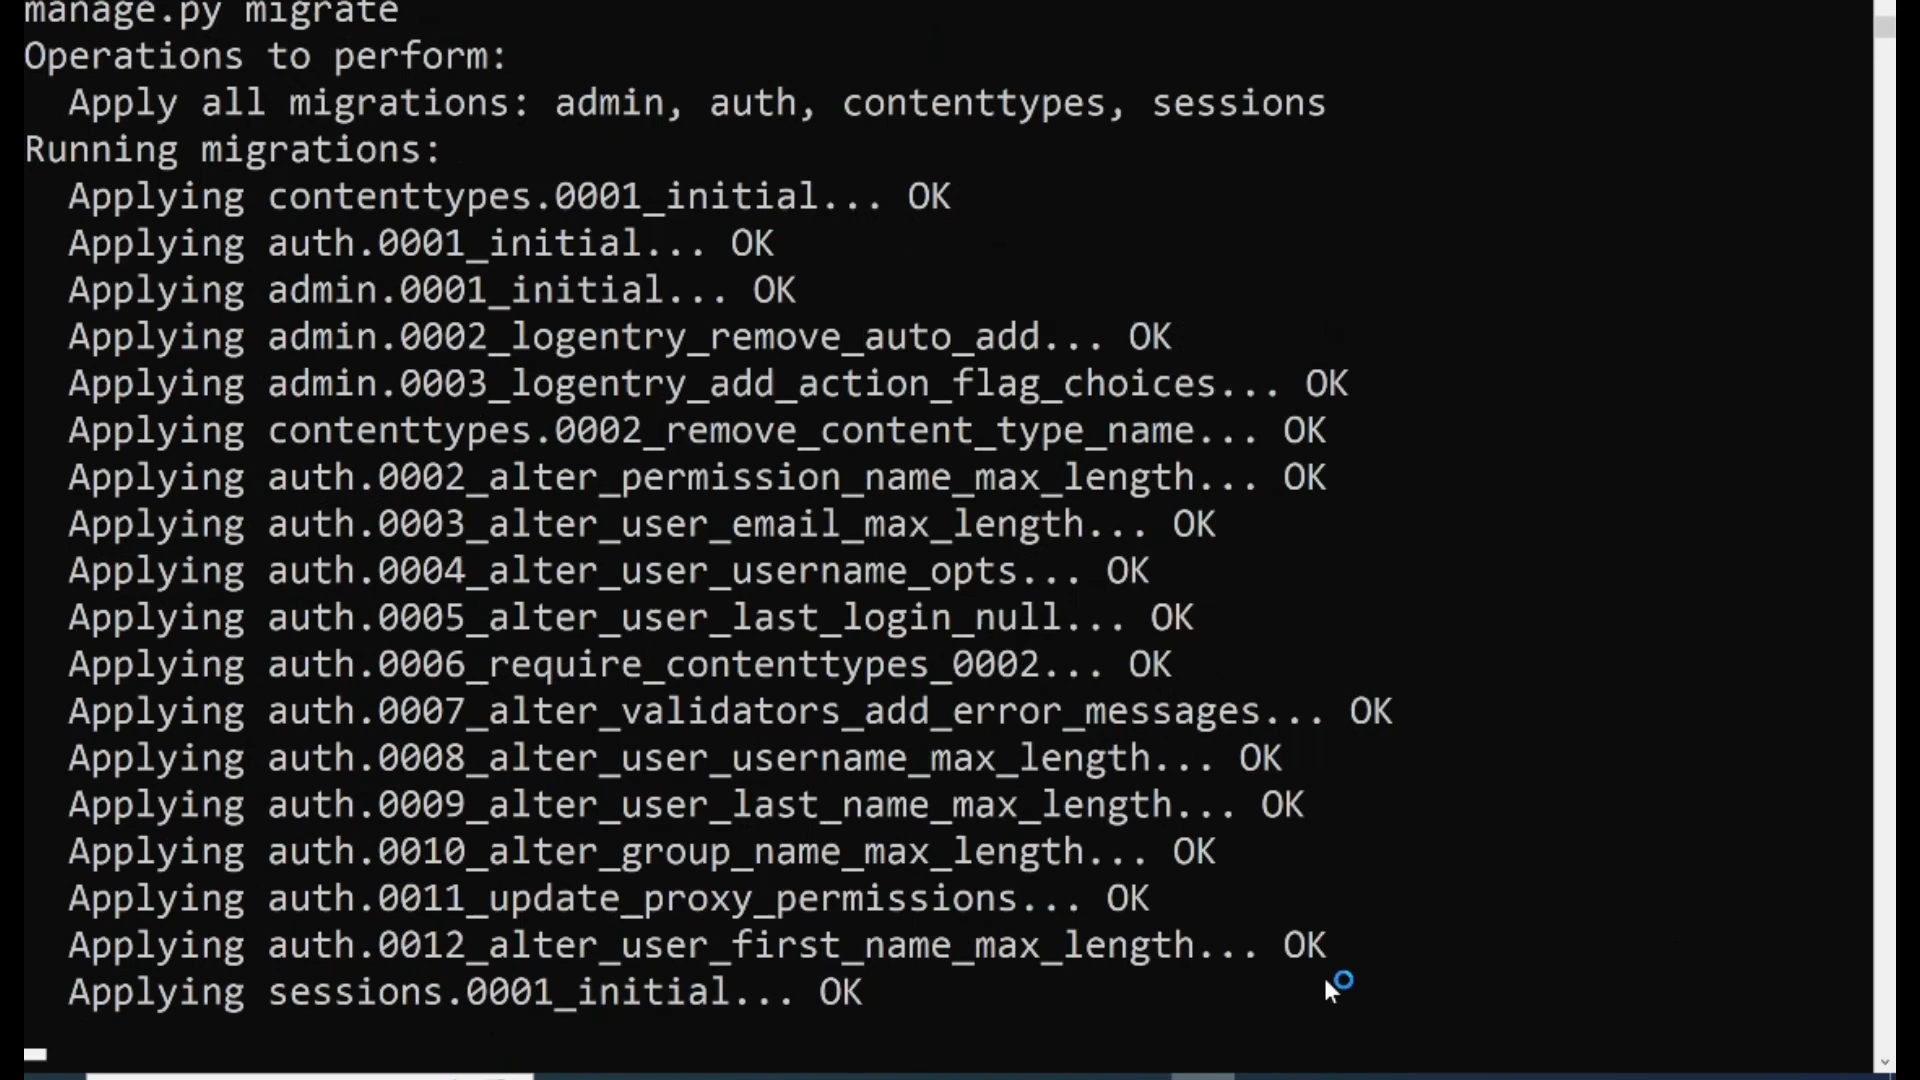 manage.py migrate
Operations to perform:
Apply all migrations: admin, auth, contenttypes, sessions
Running migrations:
Applying contenttypes.0001_initial... OK
Applying auth.0001_initial... OK
Applying admin.0001_initial... OK
Applying admin.0002_logentry_remove_auto_add... OK
Applying admin.0003_logentry_add_action_flag_choices... OK
Applying contenttypes.0002_remove_content_type_name... OK
Applying auth.0002_alter_permission_name_max_length... OK
Applying auth.0003_alter_user_email_max_length... OK
Applying auth.0004_alter_user_username_opts... OK
Applying auth.0005_alter_user_last_login_null... OK
Applying auth.0006_require_contenttypes_0002... OK
Applying auth.0007_alter_validators_add_error_messages... OK
Applying auth.0008_alter_user_username_max_length... OK
Applying auth.0009_alter_user_last_name_max_length... OK
Applying auth.0010_alter_group_name_max_length... OK
Applying auth.0011_update_proxy_permissions... OK
Applying auth.0012_alter_user_first_name_max_length... OK
Applying sessions.0001_initial... OK